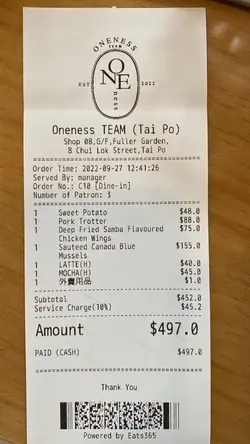 ONENESS
TEAM
EST
2022
ONE
ness
Oneness TEAM (Tai Po)
Shop 08,G/F,Fuller Garden,
8 Chui Lok Street,Tai Po
Order Time: 2022-09-27 12:41:26
Served By: manager
Order No.: C10 [Dine-in]
Number of Patron: 3
1 Sweet Potato $48.0
1 Pork Trotter $88.0
1 Deep Fried Samba Flavoured $75.0
Chicken Wings
1 Sauteed Canada Blue $155.0
Mussels
1 LATTE(H) $40.0
1 MOCHA(H) $45.0
1 外賣用品 $1.0
Subtotal $452.0
Service Charge(10%) $45.2
Amount $497.0
PAID (CASH) $497.0
Thank You
Powered by Eats365